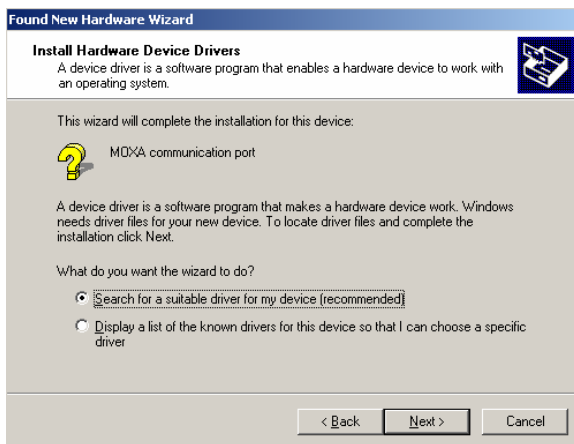 Found New Hardware Wizard
Install Hardware Device Drivers
A device driver is a software program that enables a hardware device to work with
an operating system.
This wizard will complete the installation for this device:
MOXA communication port
A device driver is a software program that makes a hardware device work. Windows
needs driver files for your new device. To locate driver files and complete the
installation click Next.
What do you want the wizard to do?
Search for a suitable driver for my device (recommended)
Display a list of the known drivers for this device so that I can choose a specific
driver
< Back Next > Cancel